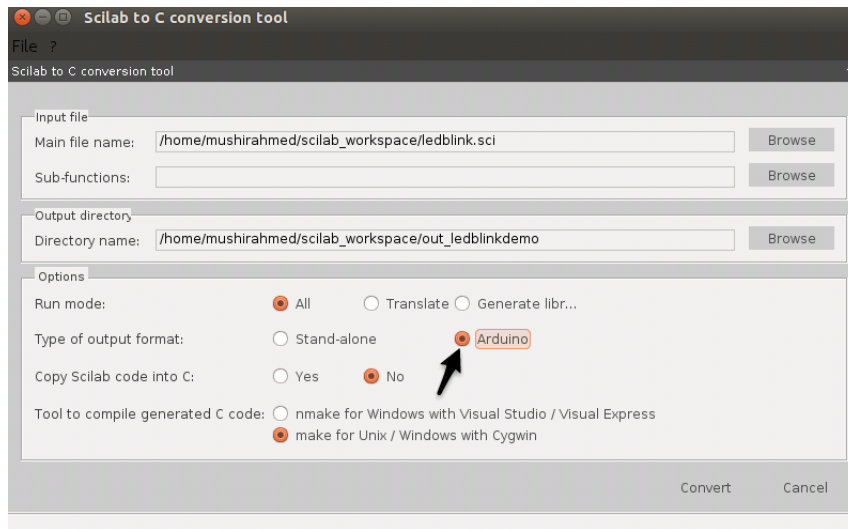 Scilab to C conversion tool
File ?
Scilab to C conversion tool
Input file
Main file name: /home/mushirahmed/scilab_workspace/ledblink.sci Browse
Sub-functions: Browse
Output directory
Directory name: /home/mushirahmed/scilab_workspace/out_ledblinkdemo Browse
Options
Run mode: All Translate Generate libr...
Type of output format: Stand-alone Arduino
Copy Scilab code into C: Yes No
Tool to compile generated C code: nmake for Windows with Visual Studio / Visual Express
make for Unix / Windows with Cygwin
Convert Cancel